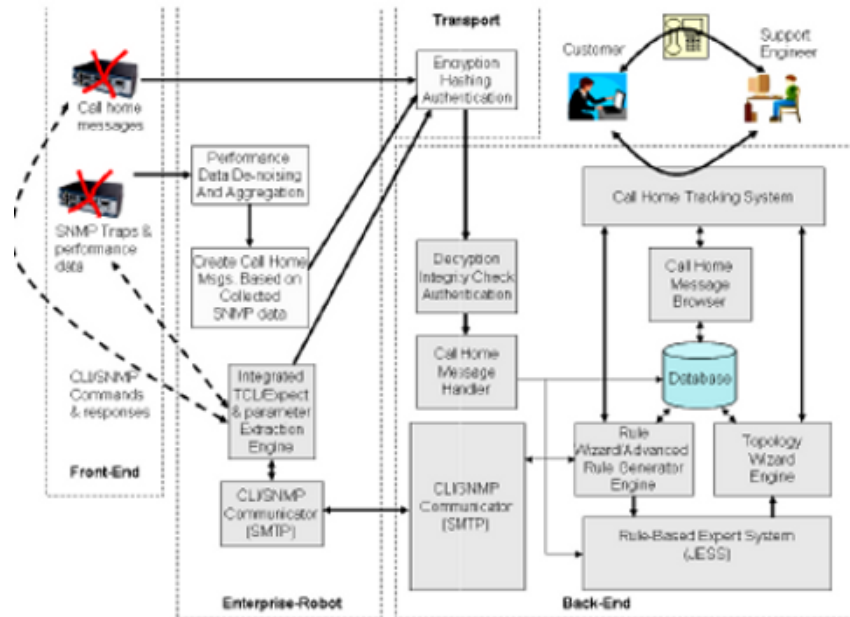 Transport
Customer
Support
Engineer
Encryption
Hashing
Authentication
Call home
messages
Performance
Data De-noising
And Aggregation
SNMP Traps &
performance
data
Create Call Home
Msgs. Based on
Collected
SNMP data
Decryption
Integrity Check
Authentication
Call Home Tracking System
Call Home
Message
Browser
Call Home
Message
Handler
Database
CLI/SNMP
Commands
& responses
Integrated
TCL/Expect
& parameter
Extraction
Engine
Front-End
CLI/SNMP
Communicator
(SMTP)
CLI/SNMP
Communicator
(SMTP)
Rule
Wizard/Advanced
Rule Generator
Engine
Topology
Wizard
Engine
Rule-Based Expert System
(JESS)
Enterprise-Robot
Back-End